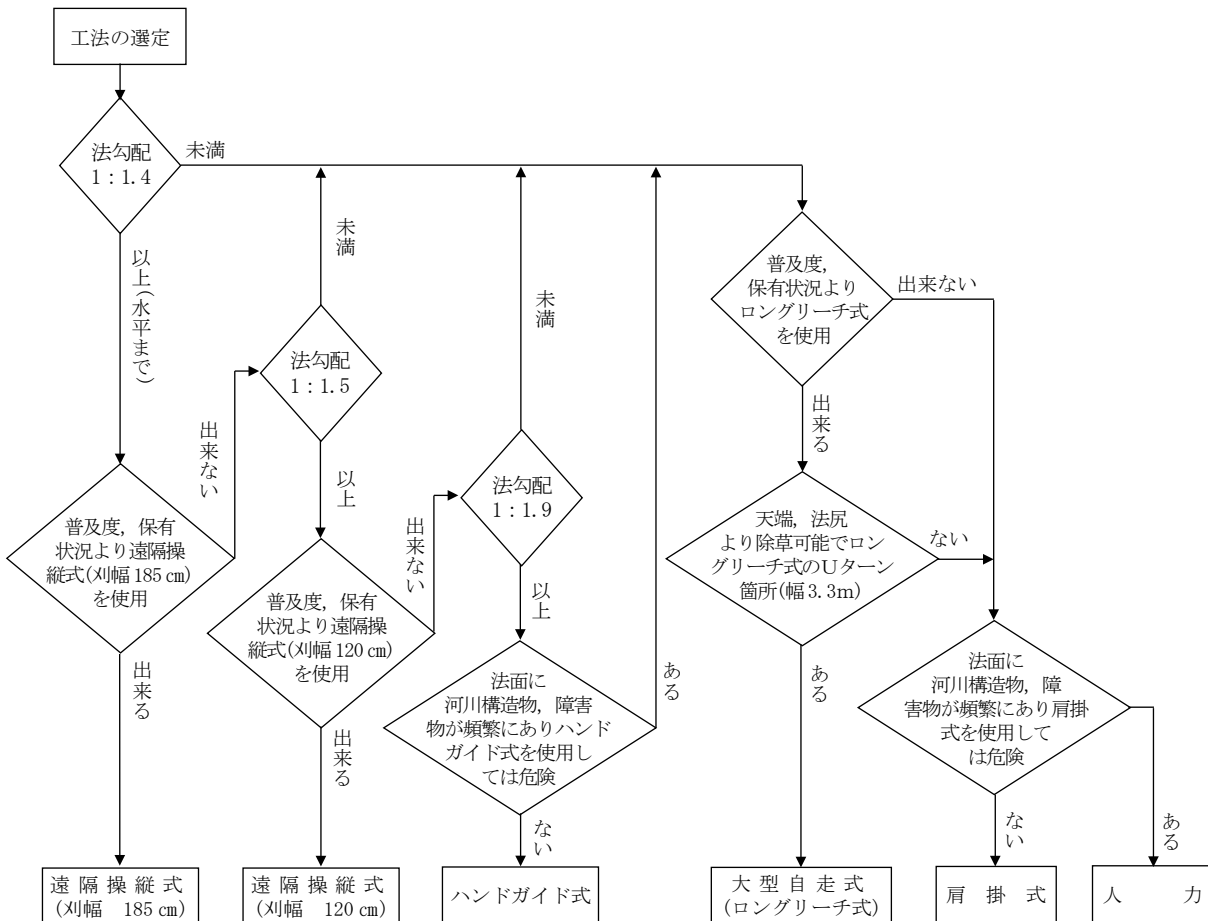 工法の選定
法勾配
1：1.4
未満
以上(水平まで)
普及度，保有
状況より遠隔操
縦式(刈幅185㎝)
を使用
出来ない
出来る
遠隔操縦式
(刈幅　185㎝)
法勾配
1：1.5
未満
以上
普及度，保有
状況より遠隔操
縦式(刈幅120㎝)
を使用
出来ない
出来る
遠隔操縦式
(刈幅　120㎝)
法勾配
1：1.9
未満
以上
法面に
河川構造物，障害
物が頻繁にありハンド
ガイド式を使用し
ては危険
ある
ない
ハンドガイド式
普及度，
保有状況より
ロングリーチ式
を使用
出来ない
出来る
天端，法尻
より除草可能でロン
グリーチ式のＵターン
箇所(幅3.3ｍ)
ない
ある
大型自走式
(ロングリーチ式)
法面に
河川構造物，障
害物が頻繁にあり肩掛
式を使用して
は危険
ない
ある
肩　掛　式
人　　力